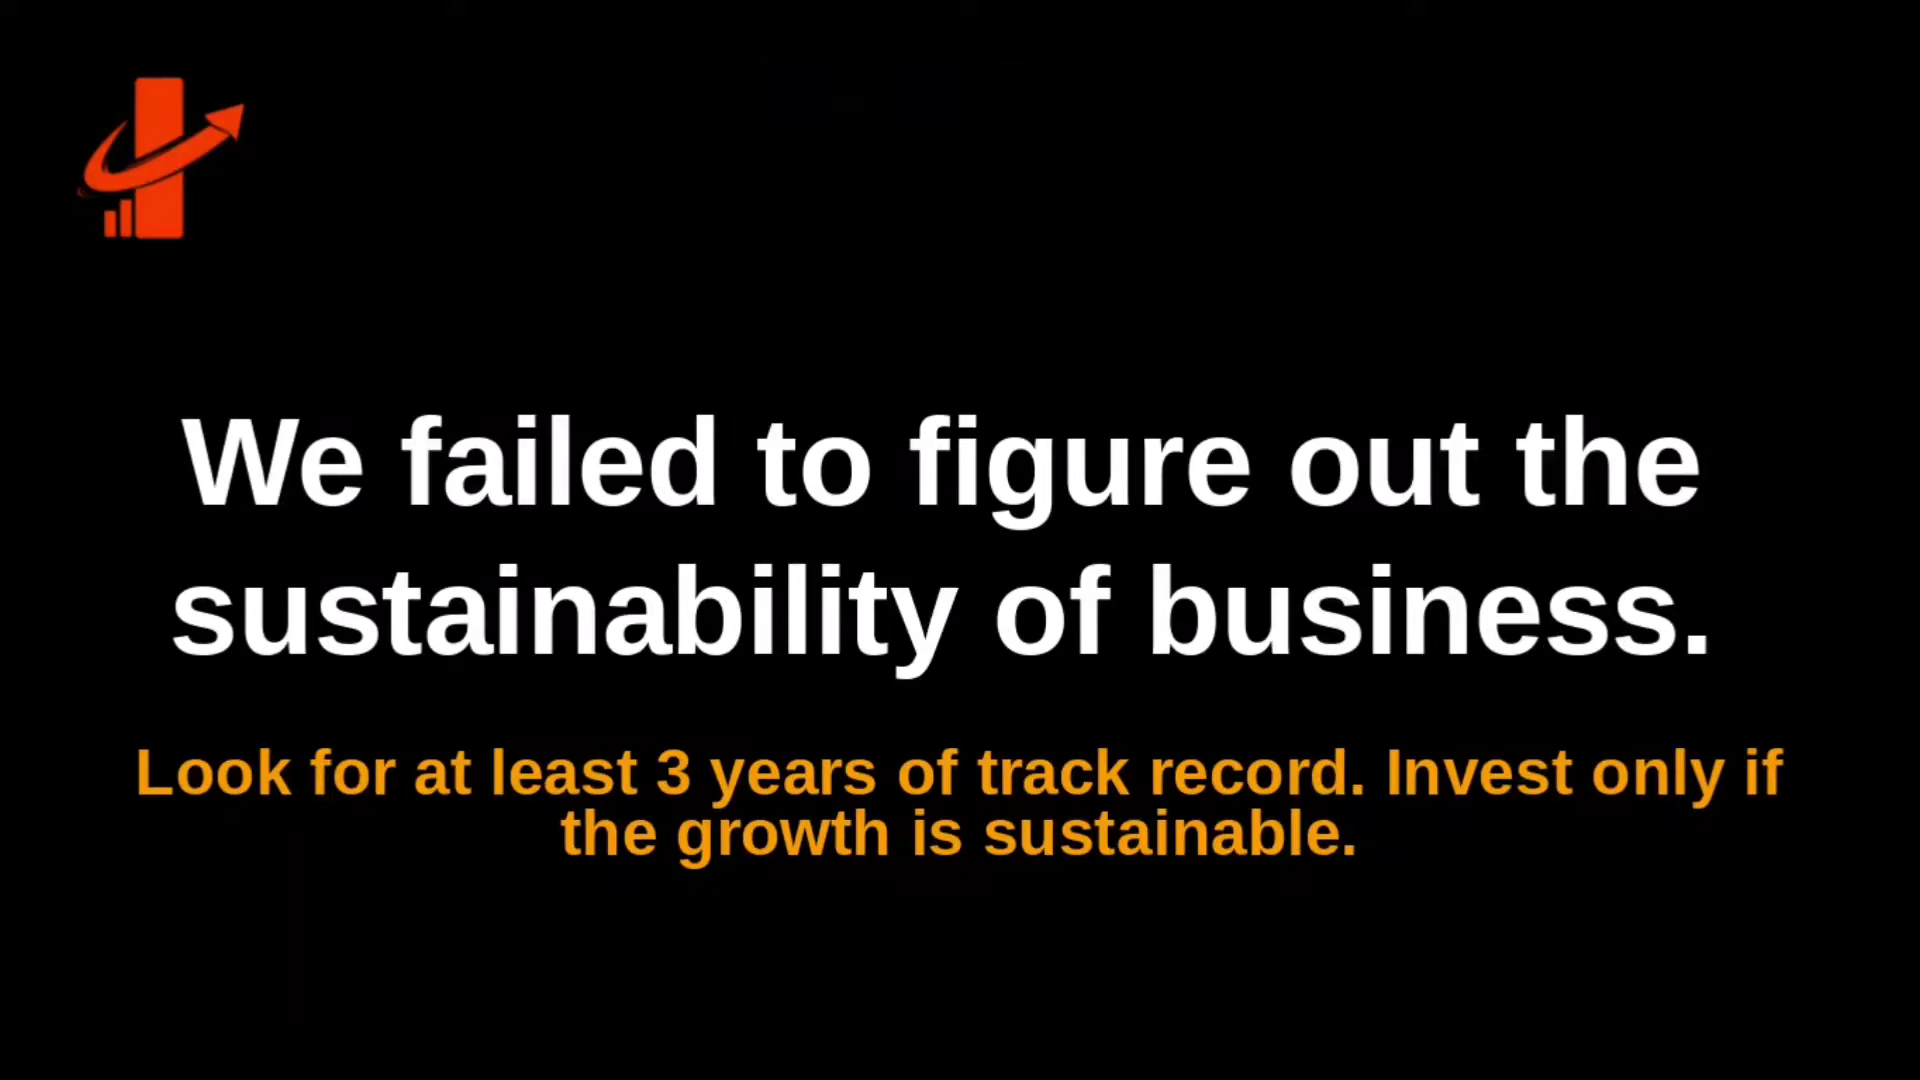 We failed to figure out the
sustainability of business.
Look for at least 3 years of track record. Invest only if
the growth is sustainable.